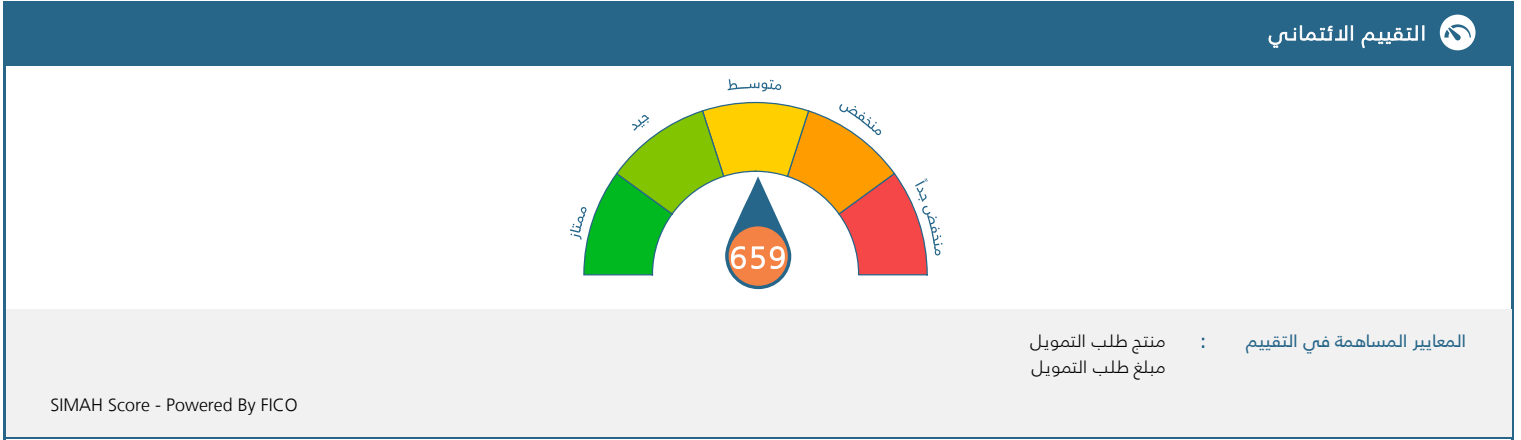 التقييم الائتماني
منخفض جداً
منخفض
متوســط
جيد
ممتاز
659
المعايير المساهمة في التقييم : منتج طلب التمويل
مبلغ طلب التمويل
SIMAH Score - Powered By FICO